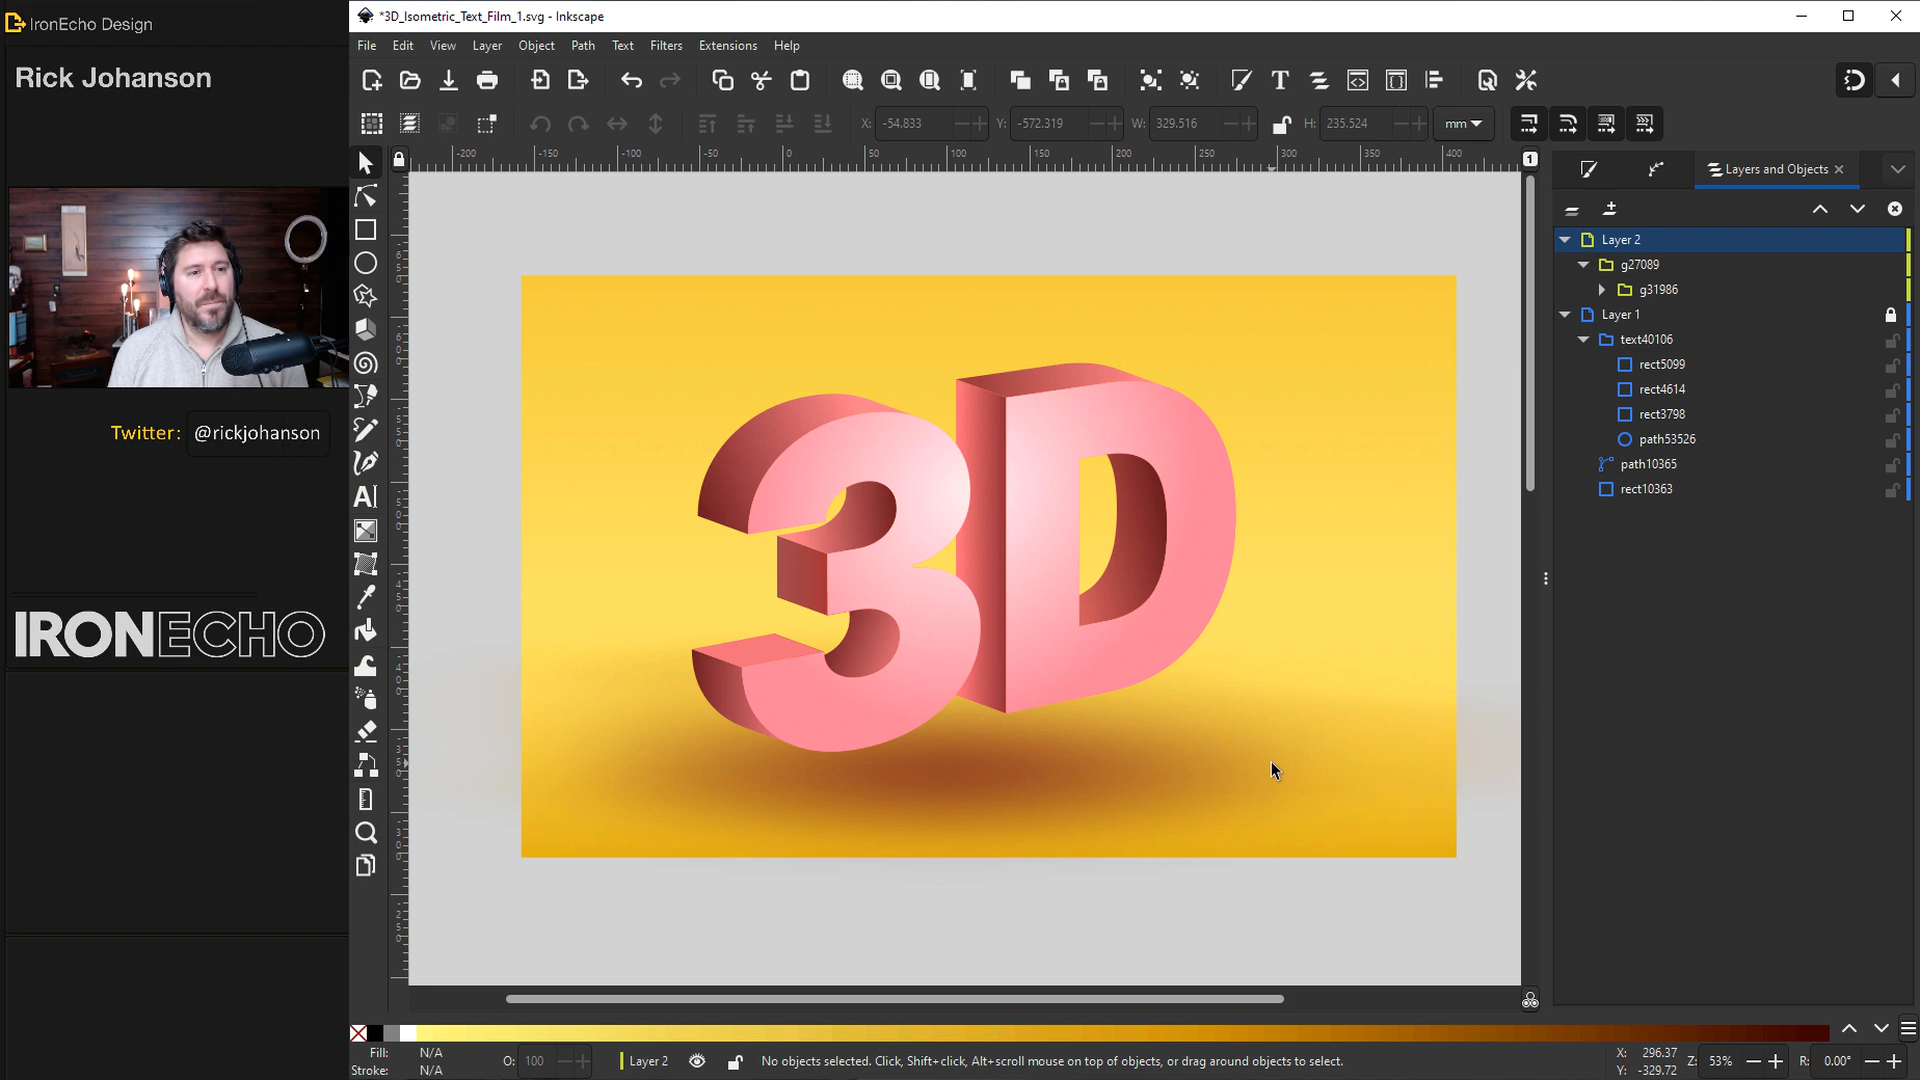 IronEcho Design
*3D_Isometric_Text_Film_1.svg - Inkscape
Rick Johanson
File Edit View Layer Object Path Text Filters Extensions Help
X: -54.833 Y: -572.319 W: 329.516 H: 235.524 mm
-200 -150 -100 -50 0 50 100 150 200 250 300 350 400
1
Layers and Objects
Layer 2
g27089
g31986
Layer 1
text40106
rect5099
rect4614
rect3798
path53526
path10365
rect10363
3D
Twitter: @rickjohanson
IRONECHO
Fill: N/A
Stroke: N/A
O: 100
Layer 2
No objects selected. Click, Shift+click, Alt+scroll mouse on top of objects, or drag around objects to select.
X: 296.37
Y: -329.72
Z: 53%
R: 0.00°